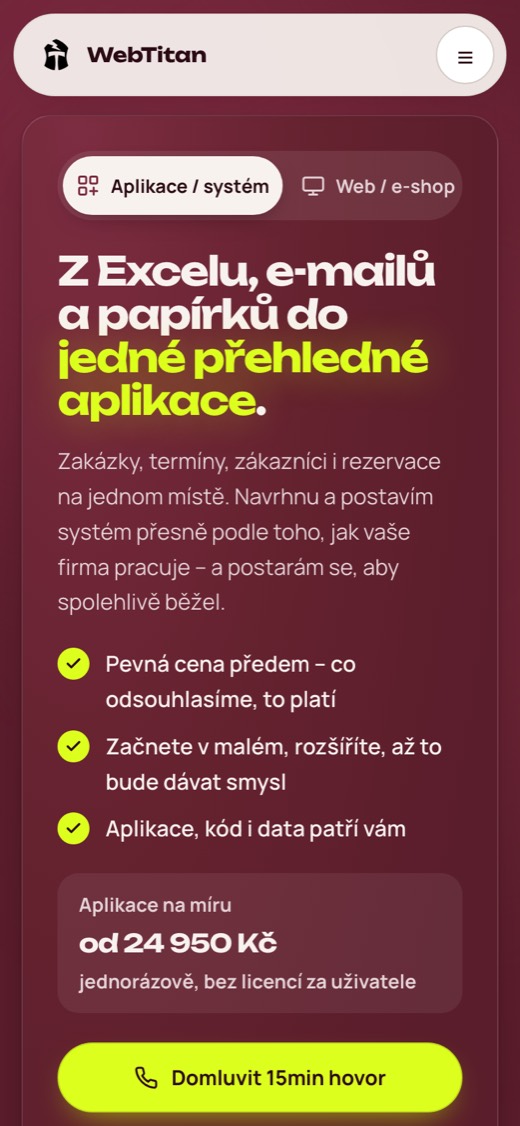 WebTitan
Aplikace / systém
Web / e-shop
Z Excelu, e-mailů
a papírků do
jedné přehledné
aplikace.
Zakázky, termíny, zákazníci i rezervace
na jednom místě. Navrhnu a postavím
systém přesně podle toho, jak vaše
firma pracuje – a postarám se, aby
spolehlivě běžel.
Pevná cena předem – co
odsouhlasíme, to platí
Začnete v malém, rozšíříte, až to
bude dávat smysl
Aplikace, kód i data patří vám
Aplikace na míru
od 24 950 Kč
jednorázově, bez licencí za uživatele
Domluvit 15min hovor